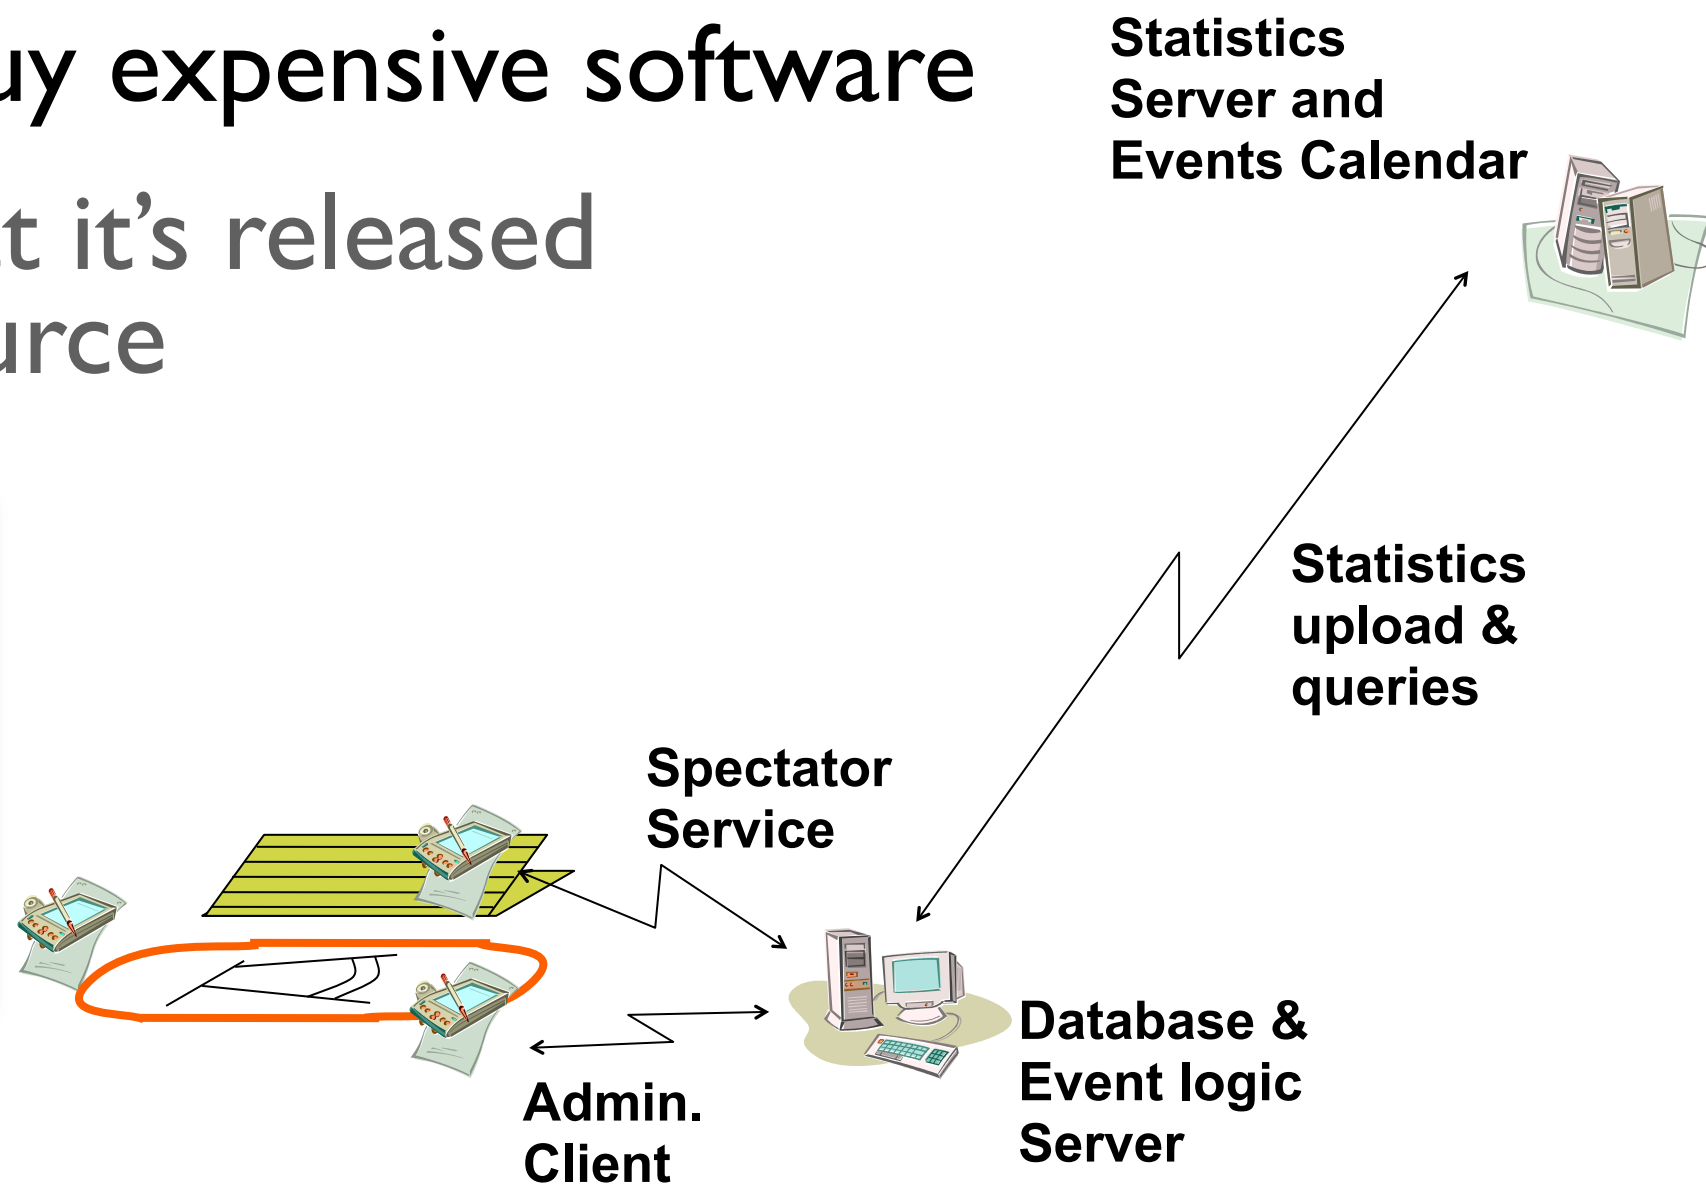 uy expensive software
t it’s released
urce
Statistics
Server and
Events Calendar
Statistics
upload &
queries
Spectator
Service
Database &
Event logic
Server
Admin.
Client